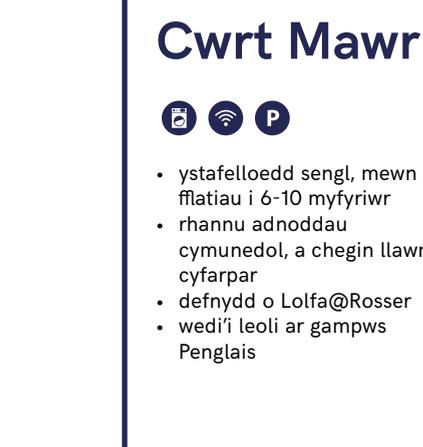 Cwrt Mawr
P
• ystafelloedd sengl, mewn
fflatiau i 6-10 myfyriwr
• rhannu adnoddau
cymunedol, a chegin llawn
cyfarpar
• defnydd o Lolfa@Rosser
• wedi’i leoli ar gampws
Penglais